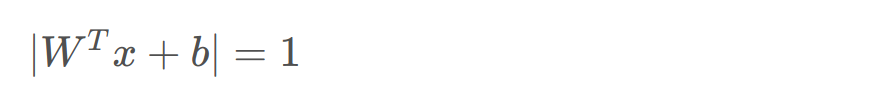 |W^T x + b| = 1